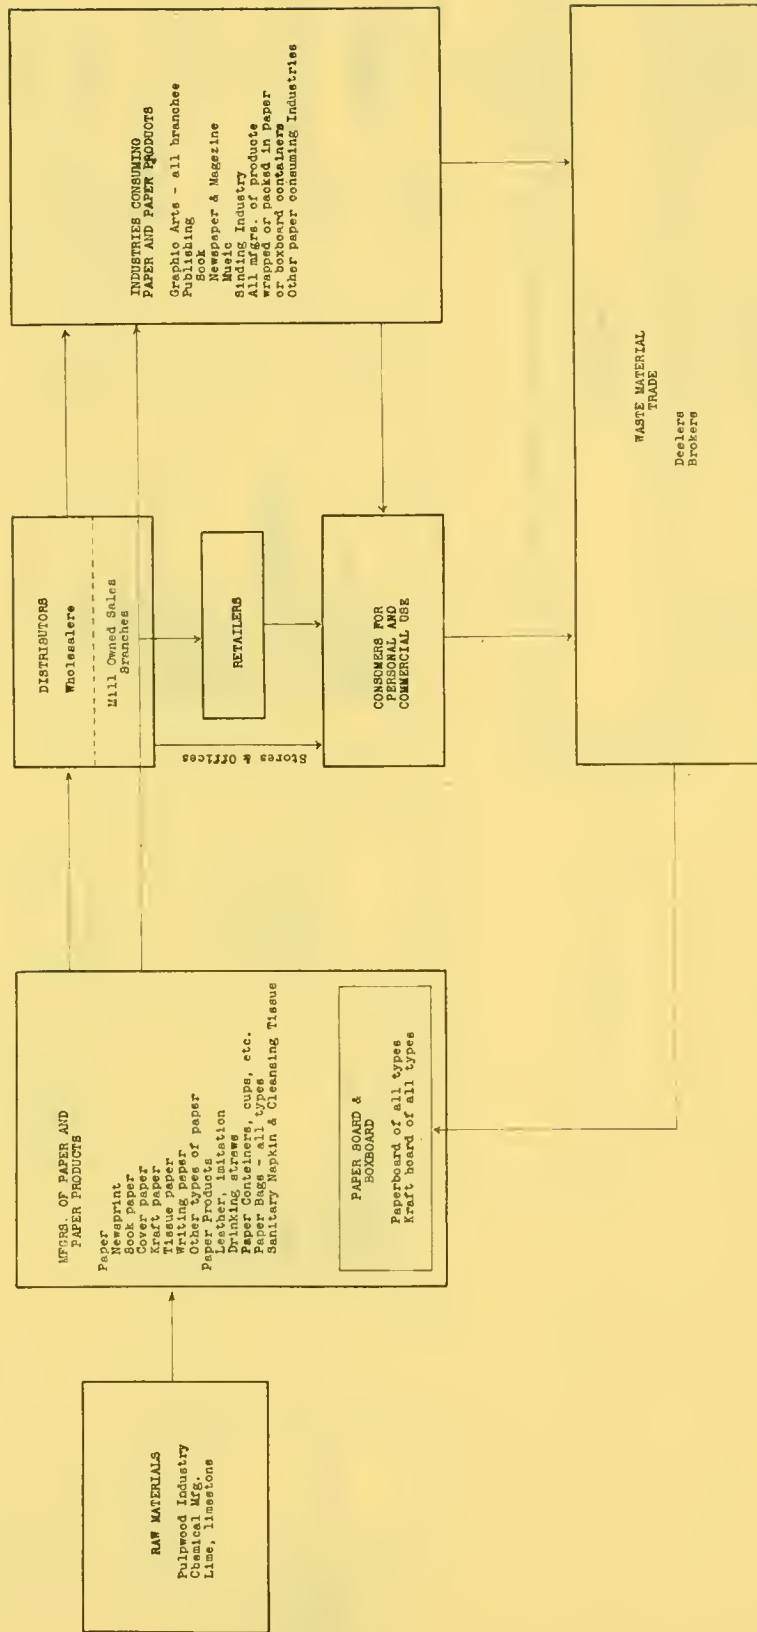 RAW MATERIALS
Pulpwood Industry
Chemical Mfg.
Lime, limestone
MFGRS. OF PAPER AND
PAPER PRODUCTS
Paper
Newsprint
Book paper
Cover paper
Kraft paper
Tissue paper
Writing paper
Other types of paper
Paper Products
Leather, imitation
Drinking straws
Paper Containers, cups, etc.
Paper Bags - all types
Sanitary Napkin & Cleansing Tissue
PAPER BOARD &
BOXBOARD
Paperboard of all types
Kraft board of all types
DISTRIBUTORS
Wholesalers
Mill Owned Sales
Branches
Stores & Offices
RETAILERS
CONSUMERS FOR
PERSONAL AND
COMMERCIAL USE
INDUSTRIES CONSUMING
PAPER AND PAPER PRODUCTS
Graphic Arts - all branches
Publishing
Book
Newspaper & Magazine
Music
Binding Industry
All mfgrs. of products
wrapped or packed in paper
or boxboard containers
Other paper consuming Industries
WASTE MATERIAL
TRADE
Dealers
Brokers